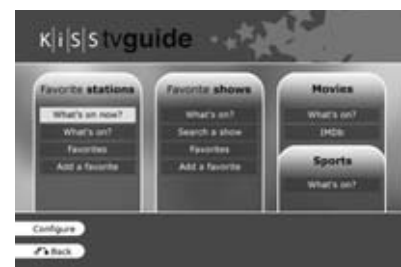 KiSS tvguide
Favorite stations
What's on now?
What's on?
Favorites
Add a favorite
Favorite shows
What's on?
Search a show
Favorites
Add a favorite
Movies
What's on?
IMDb
Sports
What's on?
Configure
Back